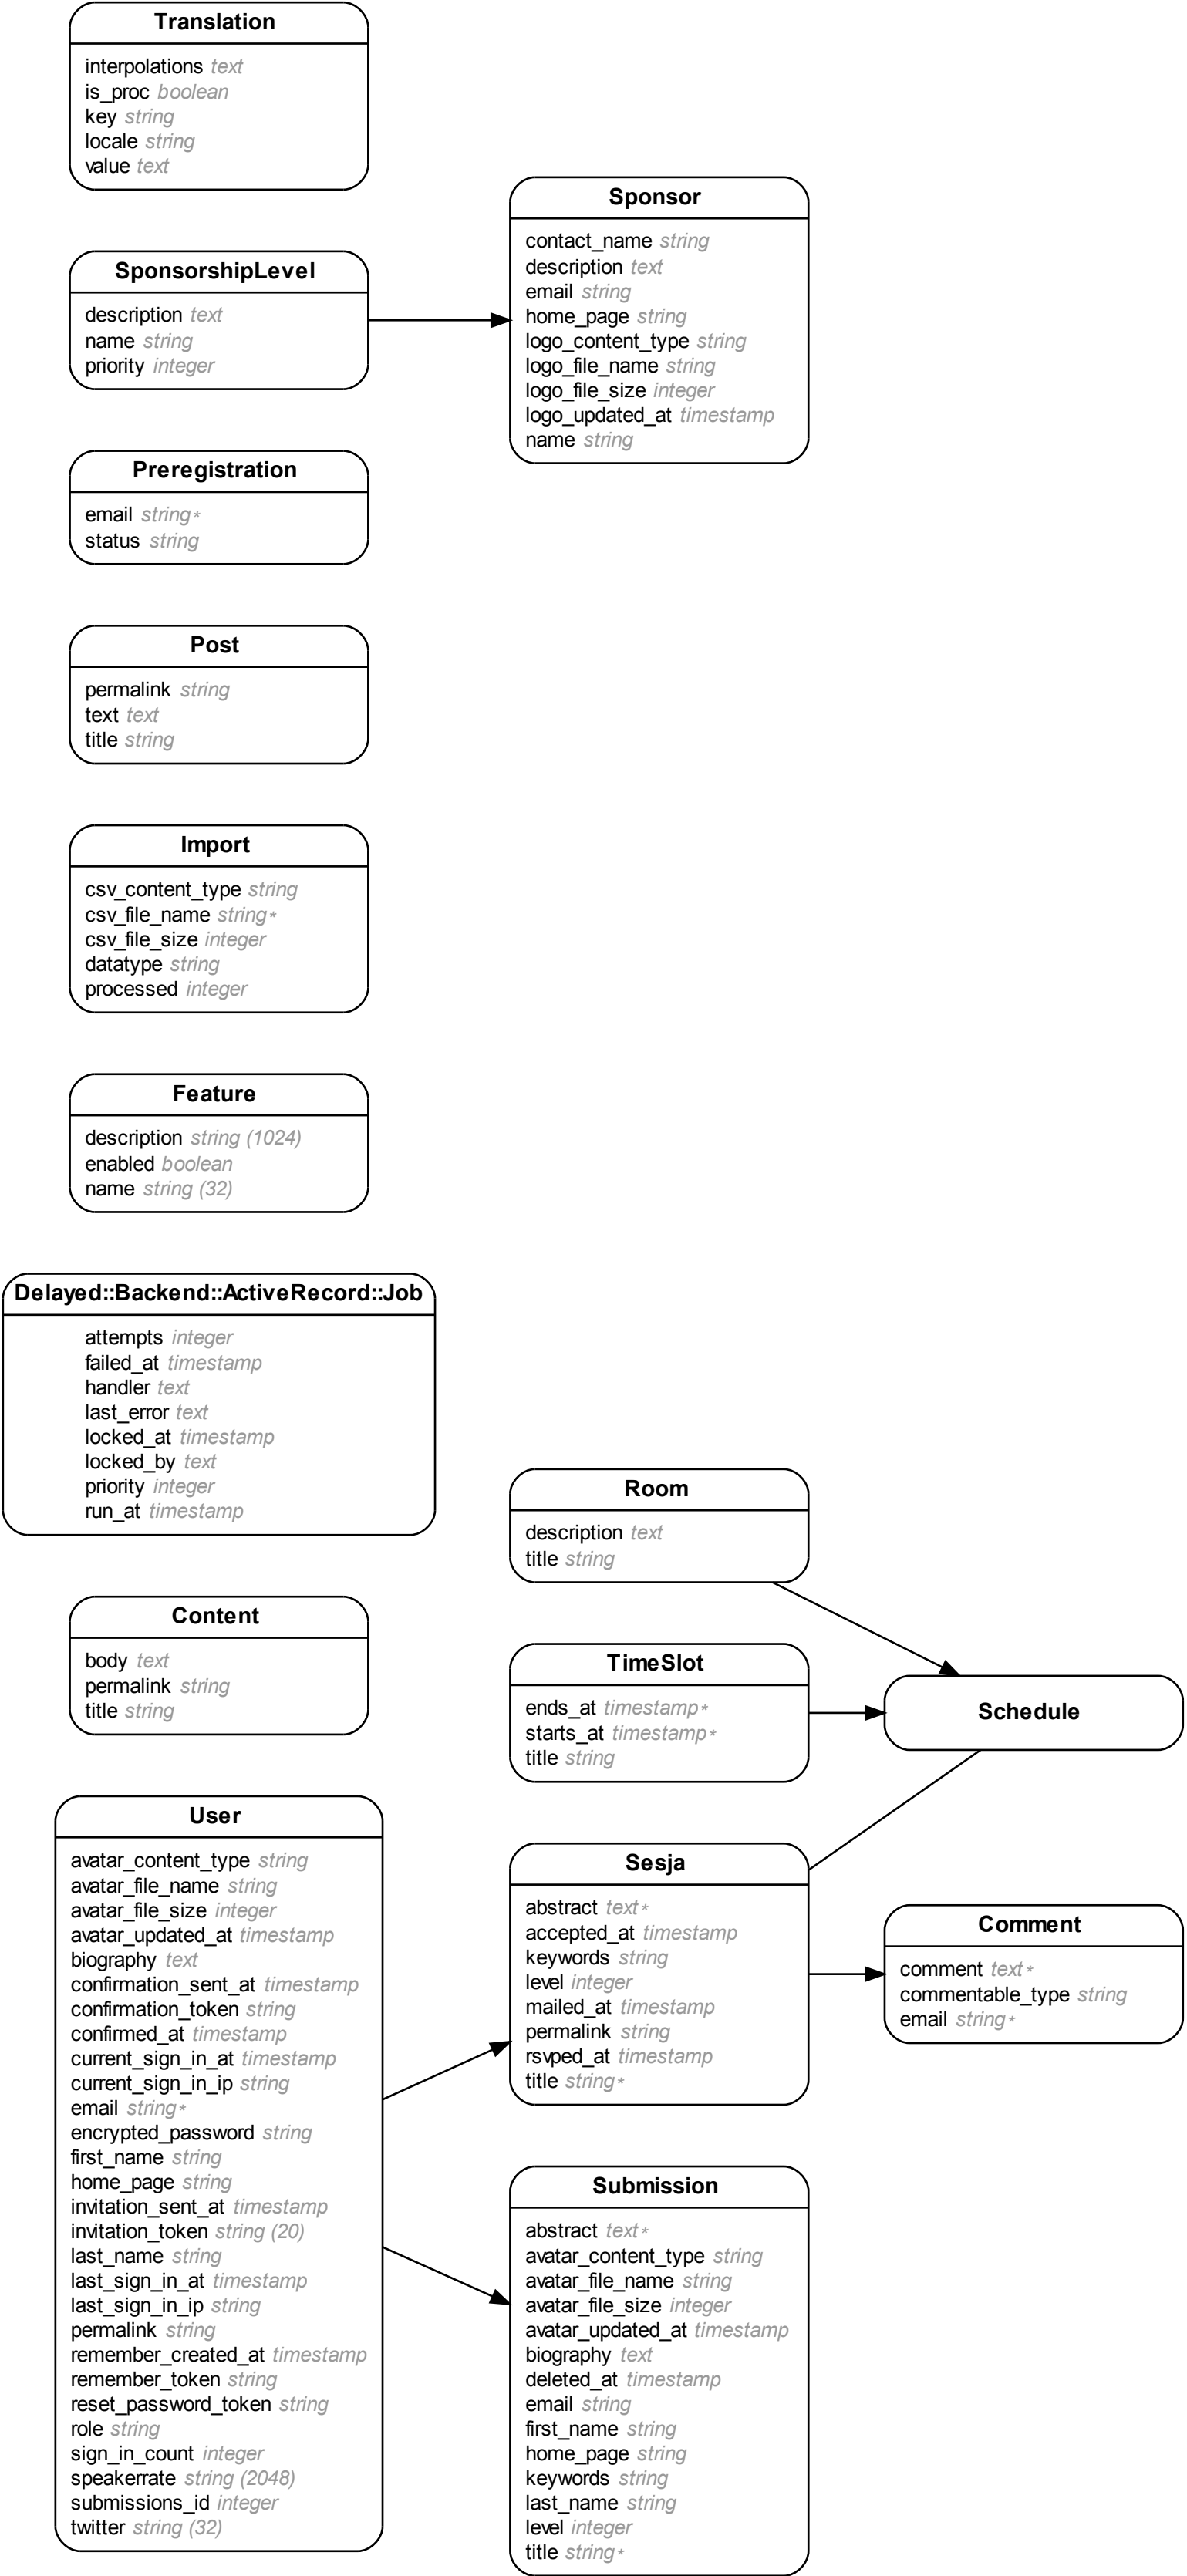 Translation
interpolations text
is_proc boolean
key string
locale string
value text
Sponsor
contact_name string
description text
email string
home_page string
logo_content_type string
logo_file_name string
logo_file_size integer
logo_updated_at timestamp
name string
SponsorshipLevel
description text
name string
priority integer
Preregistration
email string*
status string
Post
permalink string
text text
title string
Import
csv_content_type string
csv_file_name string*
csv_file_size integer
datatype string
processed integer
Feature
description string (1024)
enabled boolean
name string (32)
Delayed::Backend::ActiveRecord::Job
attempts integer
failed_at timestamp
handler text
last_error text
locked_at timestamp
locked_by text
priority integer
run_at timestamp
Room
description text
title string
Content
body text
permalink string
title string
TimeSlot
ends_at timestamp*
starts_at timestamp*
title string
Schedule
User
avatar_content_type string
avatar_file_name string
avatar_file_size integer
avatar_updated_at timestamp
biography text
confirmation_sent_at timestamp
confirmation_token string
confirmed_at timestamp
current_sign_in_at timestamp
current_sign_in_ip string
email string*
encrypted_password string
first_name string
home_page string
invitation_sent_at timestamp
invitation_token string (20)
last_name string
last_sign_in_at timestamp
last_sign_in_ip string
permalink string
remember_created_at timestamp
remember_token string
reset_password_token string
role string
sign_in_count integer
speakerrate string (2048)
submissions_id integer
twitter string (32)
Sesja
abstract text*
accepted_at timestamp
keywords string
level integer
mailed_at timestamp
permalink string
rsvped_at timestamp
title string*
Comment
comment text*
commentable_type string
email string*
Submission
abstract text*
avatar_content_type string
avatar_file_name string
avatar_file_size integer
avatar_updated_at timestamp
biography text
deleted_at timestamp
email string
first_name string
home_page string
keywords string
last_name string
level integer
title string*